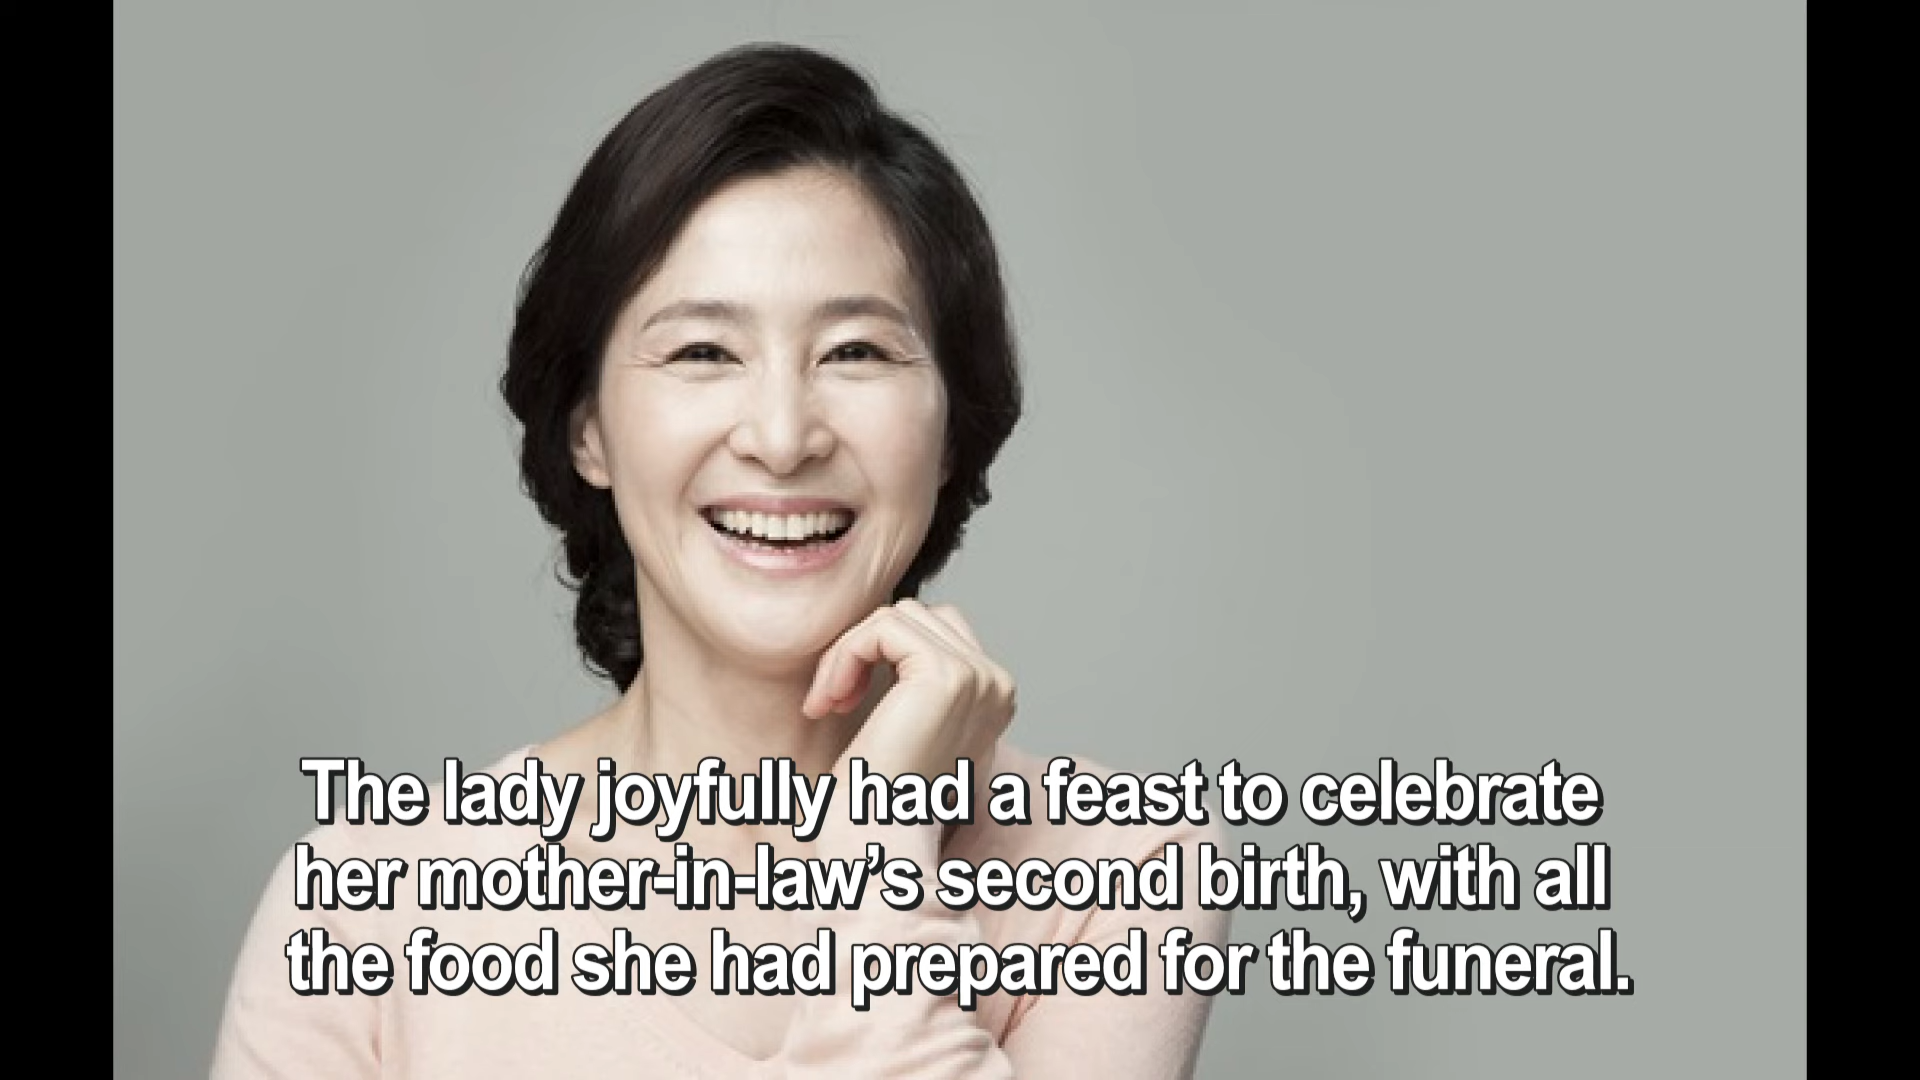 The lady joyfully had a feast to celebrate
her mother-in-law’s second birth, with all
the food she had prepared for the funeral.